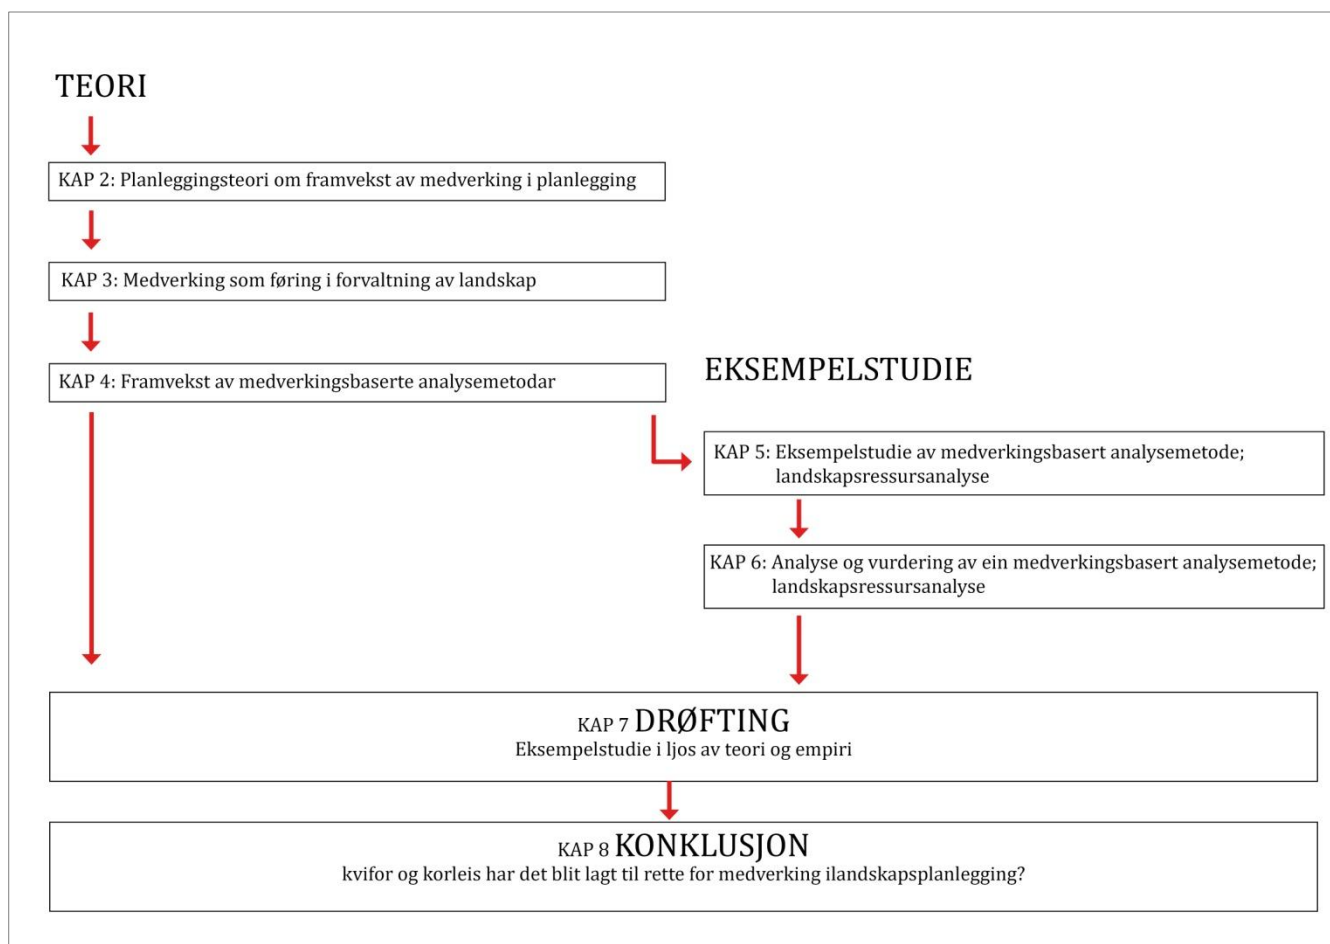 TEORI
KAP 2: Planleggingsteori om framvekst av medverking i planlegging
KAP 3: Medverking som føring i forvaltning av landskap
KAP 4: Framvekst av medverkingsbaserte analysemetodar
EKSEMPELSTUDIE
KAP 5: Eksempelstudie av medverkingsbasert analysemetode;
landskapsressursanalyse
KAP 6: Analyse og vurdering av ein medverkingsbasert analysemetode;
landskapsressursanalyse
KAP 7 DRØFTING
Eksempelstudie i ljos av teori og empiri
KAP 8 KONKLUSJON
kvifor og korleis har det blit lagt til rette for medverking ilandskapsplanlegging?